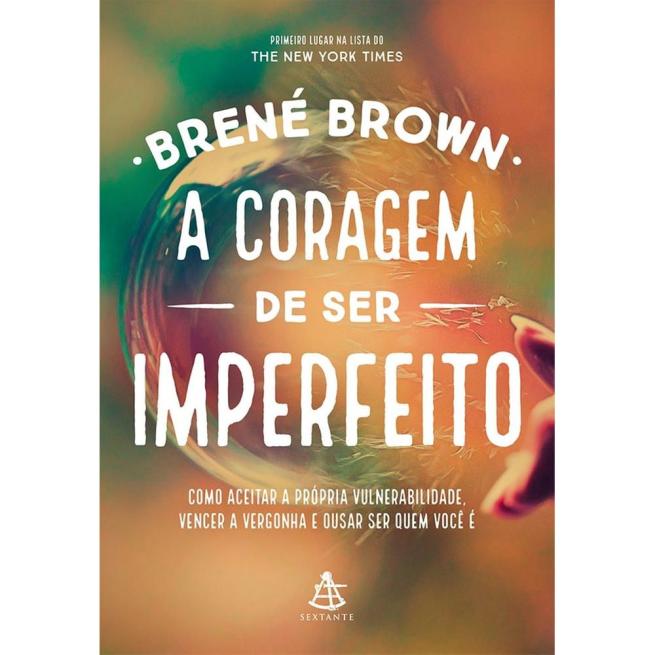 PRIMEIRO LUGAR NA LISTA DO
THE NEW YORK TIMES
·BRENÉ BROWN·
A CORAGEM
DE SER
IMPERFEITO
COMO ACEITAR A PRÓPRIA VULNERABILIDADE,
VENCER A VERGONHA E OUSAR SER QUEM VOCÊ É
SEXTANTE